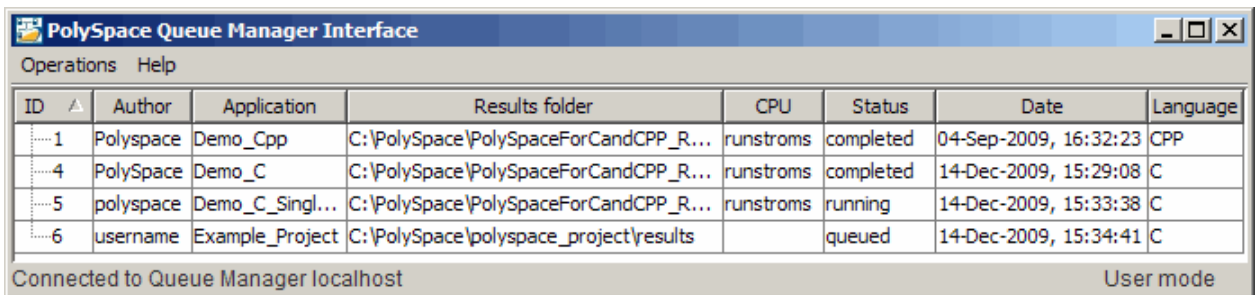 PolySpace Queue Manager Interface
Operations Help
ID Author Application Results folder CPU Status Date Language
1 Polyspace Demo_Cpp C:\PolySpace\PolySpaceForCandCPP_R... runstroms completed 04-Sep-2009, 16:32:23 CPP
4 PolySpace Demo_C C:\PolySpace\PolySpaceForCandCPP_R... runstroms completed 14-Dec-2009, 15:29:08 C
5 polyspace Demo_C_Singl... C:\PolySpace\PolySpaceForCandCPP_R... runstroms running 14-Dec-2009, 15:33:38 C
6 username Example_Project C:\PolySpace\polyspace_project\results queued 14-Dec-2009, 15:34:41 C
Connected to Queue Manager localhost User mode